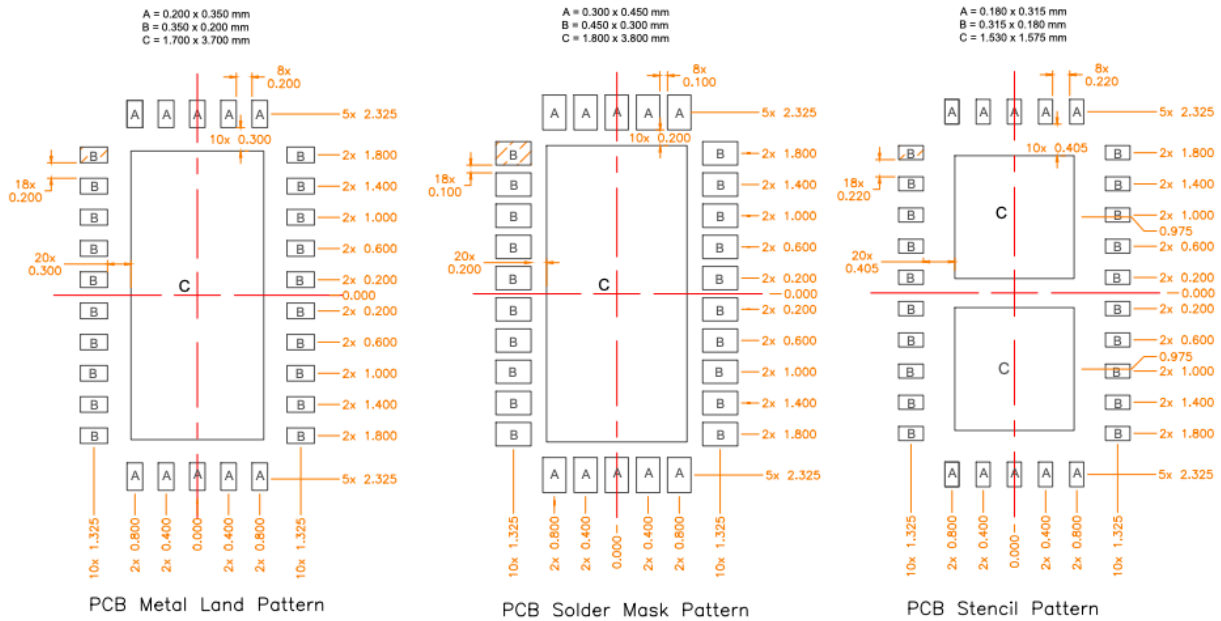 A = 0.200 x 0.350 mm
B = 0.350 x 0.200 mm
C = 1.700 x 3.700 mm
8x
0.200
A A A A A
5x 2.325
10x 0.300
B
B
2x 1.800
18x
0.200
B
B
2x 1.400
B
B
2x 1.000
B
B
2x 0.600
20x
0.300
B
B
2x 0.200
C
0.000
B
B
2x 0.200
B
B
2x 0.600
B
B
2x 1.000
B
B
2x 1.400
B
B
2x 1.800
A A A A A
5x 2.325
10x 1.325
2x 0.800
2x 0.400
0.000
2x 0.400
2x 0.800
10x 1.325
PCB Metal Land Pattern
A = 0.300 x 0.450 mm
B = 0.450 x 0.300 mm
C = 1.800 x 3.800 mm
8x
0.100
A A A A A
5x 2.325
10x 0.200
B
B
2x 1.800
18x
0.100
B
B
2x 1.400
B
B
2x 1.000
B
B
2x 0.600
20x
0.200
B
B
2x 0.200
C
0.000
B
B
2x 0.200
B
B
2x 0.600
B
B
2x 1.000
B
B
2x 1.400
B
B
2x 1.800
A A A A A
5x 2.325
10x 1.325
2x 0.800
2x 0.400
0.000
2x 0.400
2x 0.800
10x 1.325
PCB Solder Mask Pattern
A = 0.180 x 0.315 mm
B = 0.315 x 0.180 mm
C = 1.530 x 1.575 mm
8x
0.220
A A A A A
5x 2.325
10x 0.405
B
B
2x 1.800
18x
0.220
B
B
2x 1.400
C
B
B
2x 1.000
0.975
B
B
2x 0.600
20x
0.405
B
B
2x 0.200
0.000
B
B
2x 0.200
B
B
2x 0.600
0.975
C
B
B
2x 1.000
B
B
2x 1.400
B
B
2x 1.800
A A A A A
5x 2.325
10x 1.325
2x 0.800
2x 0.400
0.000
2x 0.400
2x 0.800
10x 1.325
PCB Stencil Pattern